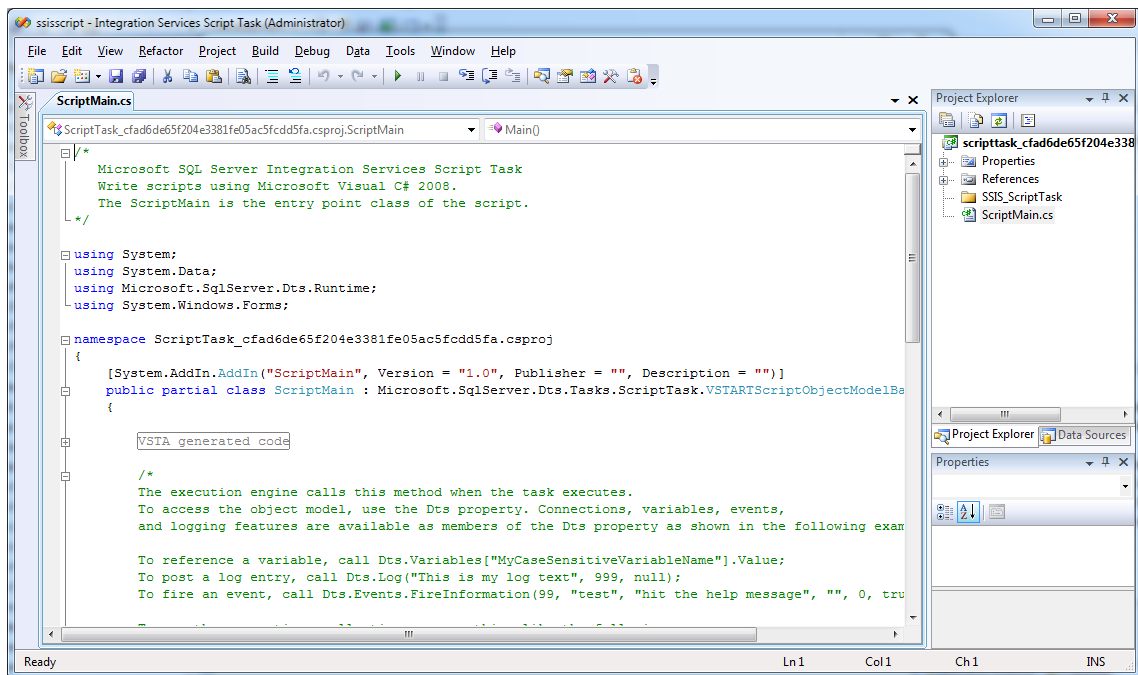 ssisscript - Integration Services Script Task (Administrator)
File Edit View Refactor Project Build Debug Data Tools Window Help
Toolbox
ScriptMain.cs
ScriptTask_cfad6de65f204e3381fe05ac5fcdd5fa.csproj.ScriptMain
Main()
/*
Microsoft SQL Server Integration Services Script Task
Write scripts using Microsoft Visual C# 2008.
The ScriptMain is the entry point class of the script.
*/
using System;
using System.Data;
using Microsoft.SqlServer.Dts.Runtime;
using System.Windows.Forms;
namespace ScriptTask_cfad6de65f204e3381fe05ac5fcdd5fa.csproj
{
[System.AddIn.AddIn("ScriptMain", Version = "1.0", Publisher = "", Description = "")]
public partial class ScriptMain : Microsoft.SqlServer.Dts.Tasks.ScriptTask.VSTARTScriptObjectModelBa
{
VSTA generated code
/*
The execution engine calls this method when the task executes.
To access the object model, use the Dts property. Connections, variables, events,
and logging features are available as members of the Dts property as shown in the following exam
To reference a variable, call Dts.Variables["MyCaseSensitiveVariableName"].Value;
To post a log entry, call Dts.Log("This is my log text", 999, null);
To fire an event, call Dts.Events.FireInformation(99, "test", "hit the help message", "", 0, tru
Project Explorer
scripttask_cfad6de65f204e338
Properties
References
SSIS_ScriptTask
ScriptMain.cs
Project Explorer
Data Sources
Properties
Ready
Ln 1
Col 1
Ch 1
INS